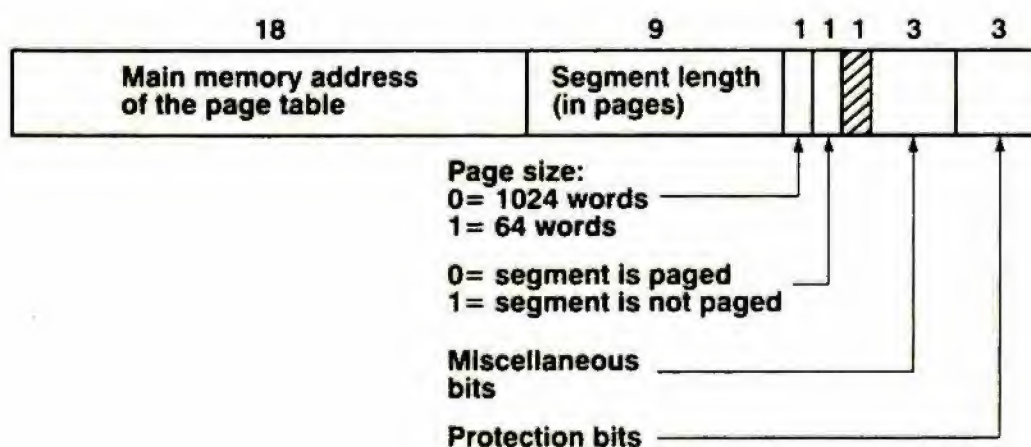 18 9 1 1 1 3 3
Main memory address
of the page table
Segment length
(in pages)
Page size:
0= 1024 words
1= 64 words
0= segment is paged
1= segment is not paged
Miscellaneous
bits
Protection bits